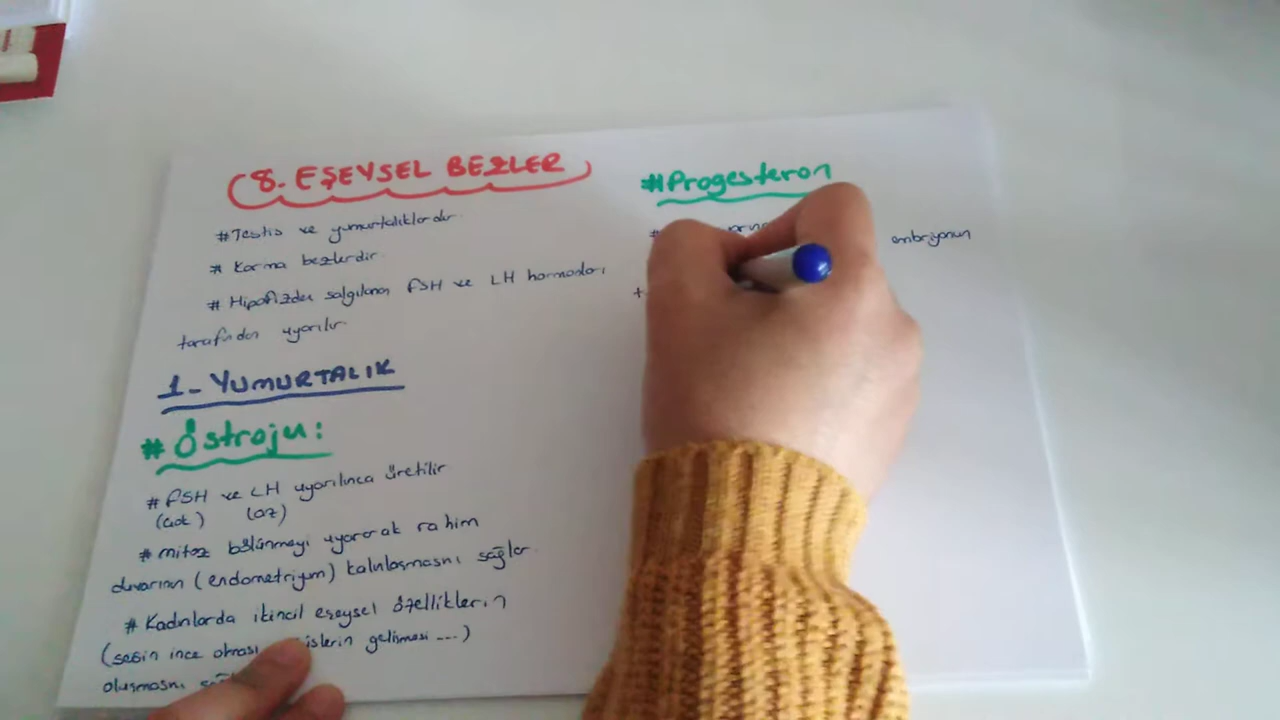 8. EŞEYSEL BEZLER
#Testis ve yumurtalıklardır.
# Karma bezlerdir.
# Hipofizden salgılanan FSH ve LH hormonları
tarafından uyarılır.
1- YUMURTALIK
# Östrojen:
# FSH ve LH uyarılınca üretilir
(çok) (az)
# mitoz bölünmeyi uyararak rahim
duvarının (endometriyum) kalınlaşmasını sağlar.
# Kadınlarda ikincil eşeysel özelliklerin
(sesin ince olması gelişmesi ---)
oluşmasını
#Progesteron
# embriyonun